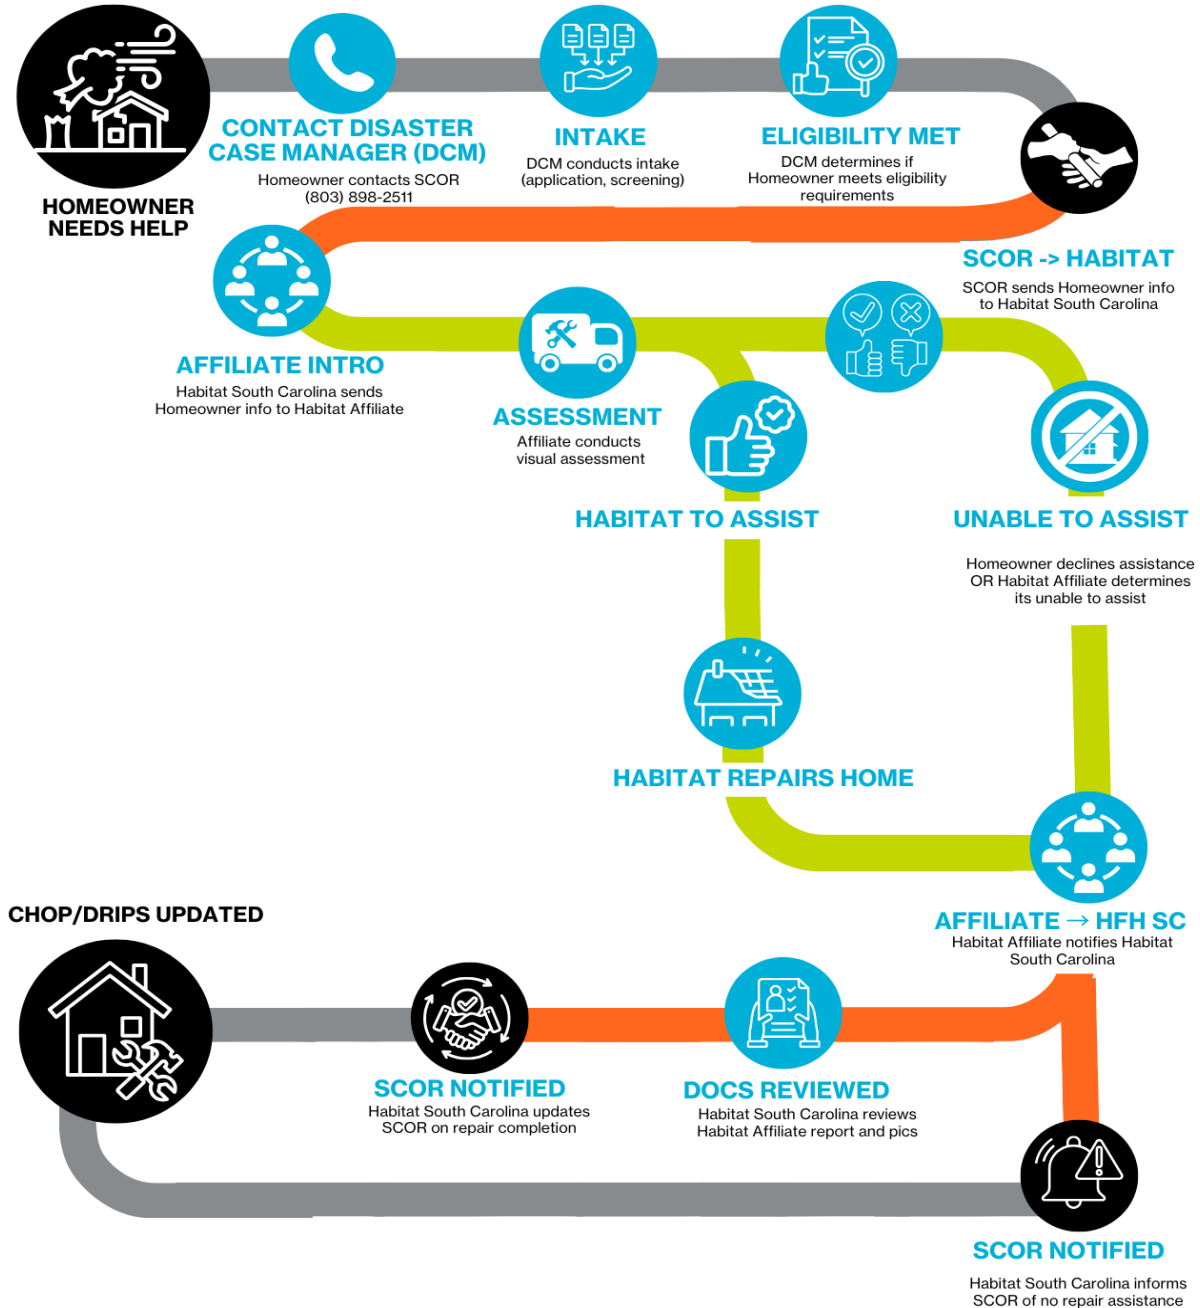 HOMEOWNER
NEEDS HELP
CONTACT DISASTER
CASE MANAGER (DCM)
Homeowner contacts SCOR
(803) 898-2511
INTAKE
DCM conducts intake
(application, screening)
ELIGIBILITY MET
DCM determines if
Homeowner meets eligibility
requirements
SCOR -> HABITAT
SCOR sends Homeowner info
to Habitat South Carolina
AFFILIATE INTRO
Habitat South Carolina sends
Homeowner info to Habitat Affiliate
ASSESSMENT
Affiliate conducts
visual assessment
HABITAT TO ASSIST
UNABLE TO ASSIST
Homeowner declines assistance
OR Habitat Affiliate determines
its unable to assist
HABITAT REPAIRS HOME
AFFILIATE → HFH SC
Habitat Affiliate notifies Habitat
South Carolina
CHOP/DRIPS UPDATED
SCOR NOTIFIED
Habitat South Carolina updates
SCOR on repair completion
DOCS REVIEWED
Habitat South Carolina reviews
Habitat Affiliate report and pics
SCOR NOTIFIED
Habitat South Carolina informs
SCOR of no repair assistance